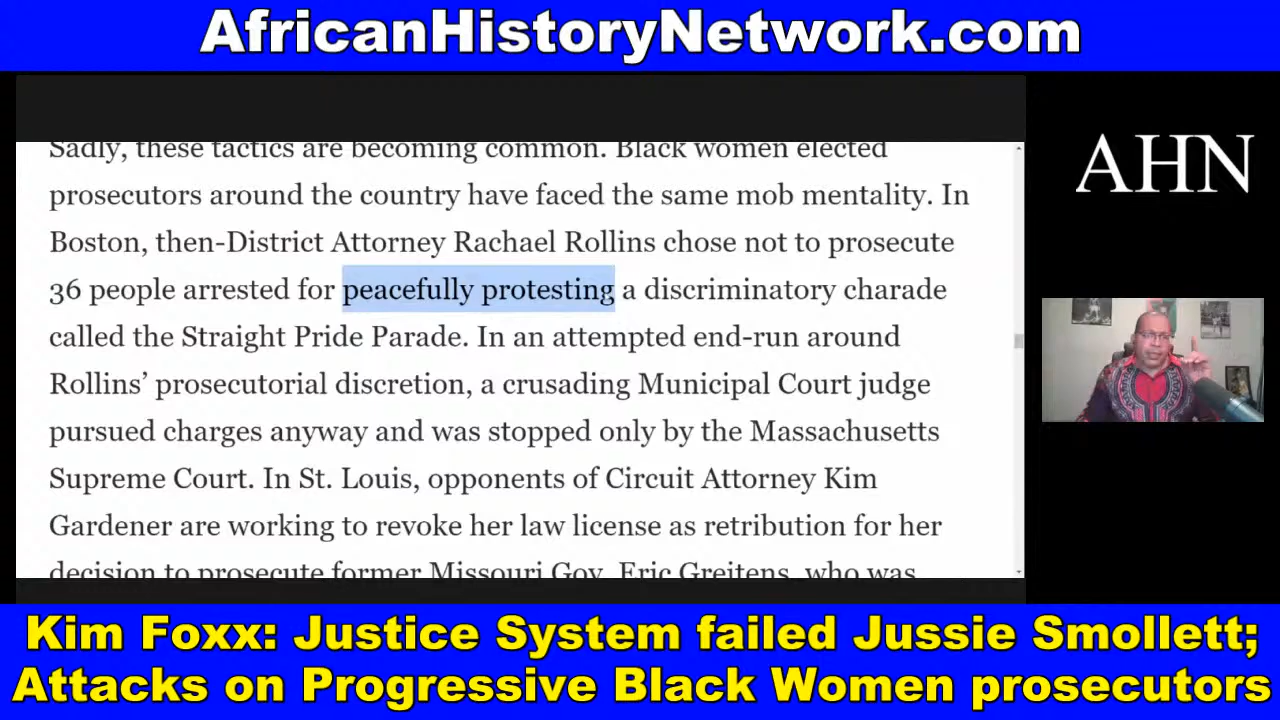 AfricanHistoryNetwork.com
Sadly, these tactics are becoming common. Black women elected
prosecutors around the country have faced the same mob mentality. In
Boston, then-District Attorney Rachael Rollins chose not to prosecute
36 people arrested for peacefully protesting a discriminatory charade
called the Straight Pride Parade. In an attempted end-run around
Rollins’ prosecutorial discretion, a crusading Municipal Court judge
pursued charges anyway and was stopped only by the Massachusetts
Supreme Court. In St. Louis, opponents of Circuit Attorney Kim
Gardener are working to revoke her law license as retribution for her
decision to prosecute former Missouri Gov. Eric Greitens, who was
AHN
Kim Foxx: Justice System failed Jussie Smollett;
Attacks on Progressive Black Women prosecutors